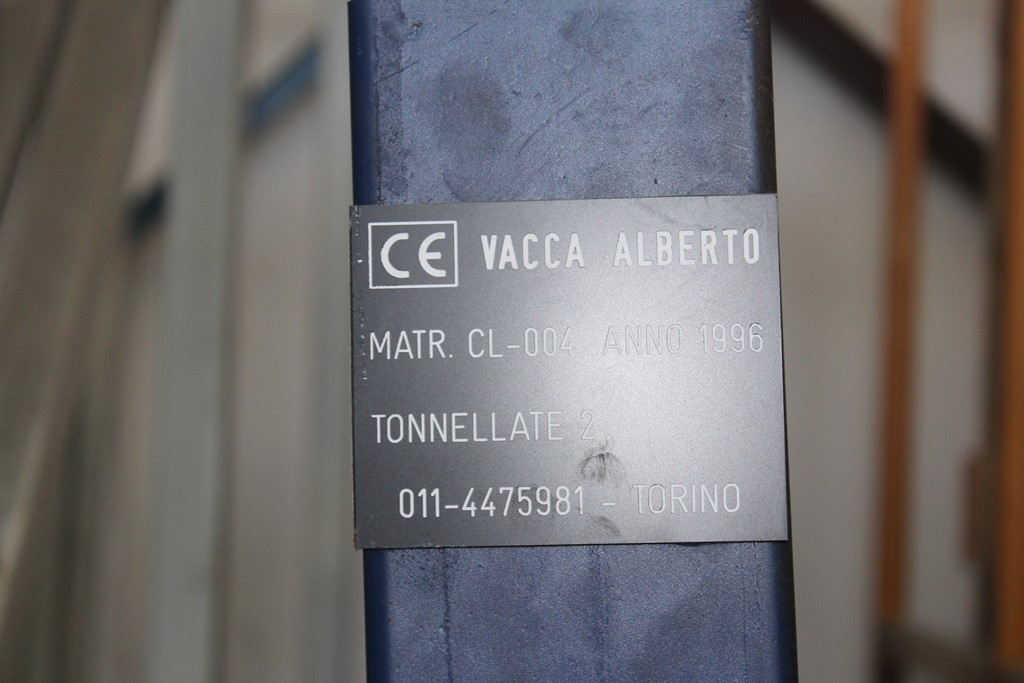 CE VACCA ALBERTO
MATR. CL-004 ANNO 1996
TONNELLATE 2
011-4475981 - TORINO